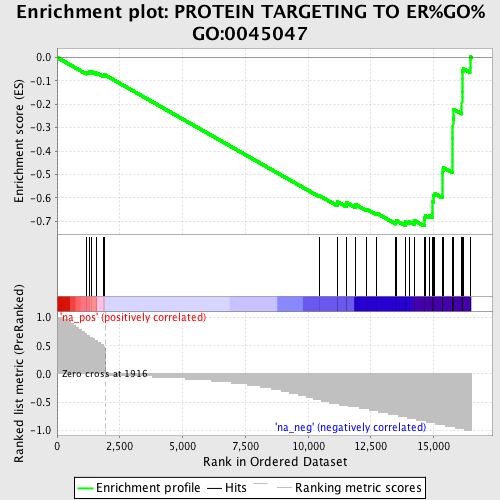 Enrichment plot: PROTEIN TARGETING TO ER%GO%
GO:0045047
Enrichment score (ES)
0.0
-0.1
-0.2
-0.3
-0.4
-0.5
-0.6
-0.7
'na_pos' (positively correlated)
Ranked list metric (PreRanked)
1.0
0.5
0.0
-0.5
-1.0
Zero cross at 1916
'na_neg' (negatively correlated)
0
2,500
5,000
7,500
10,000
12,500
15,000
Rank in Ordered Dataset
Enrichment profile
Hits
Ranking metric scores